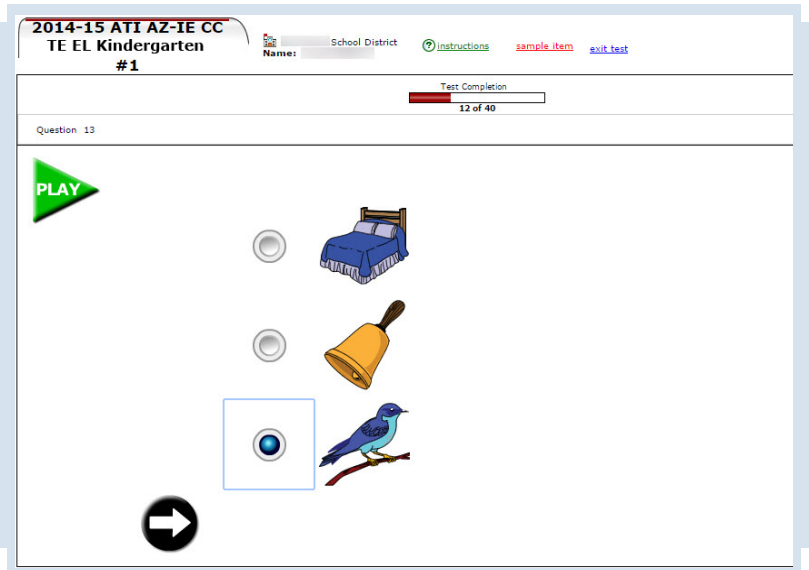 2014-15 ATI AZ-IE CC
TE EL Kindergarten
#1
School District
Name:
? instructions
sample item
exit test
Test Completion
12 of 40
Question 13
PLAY